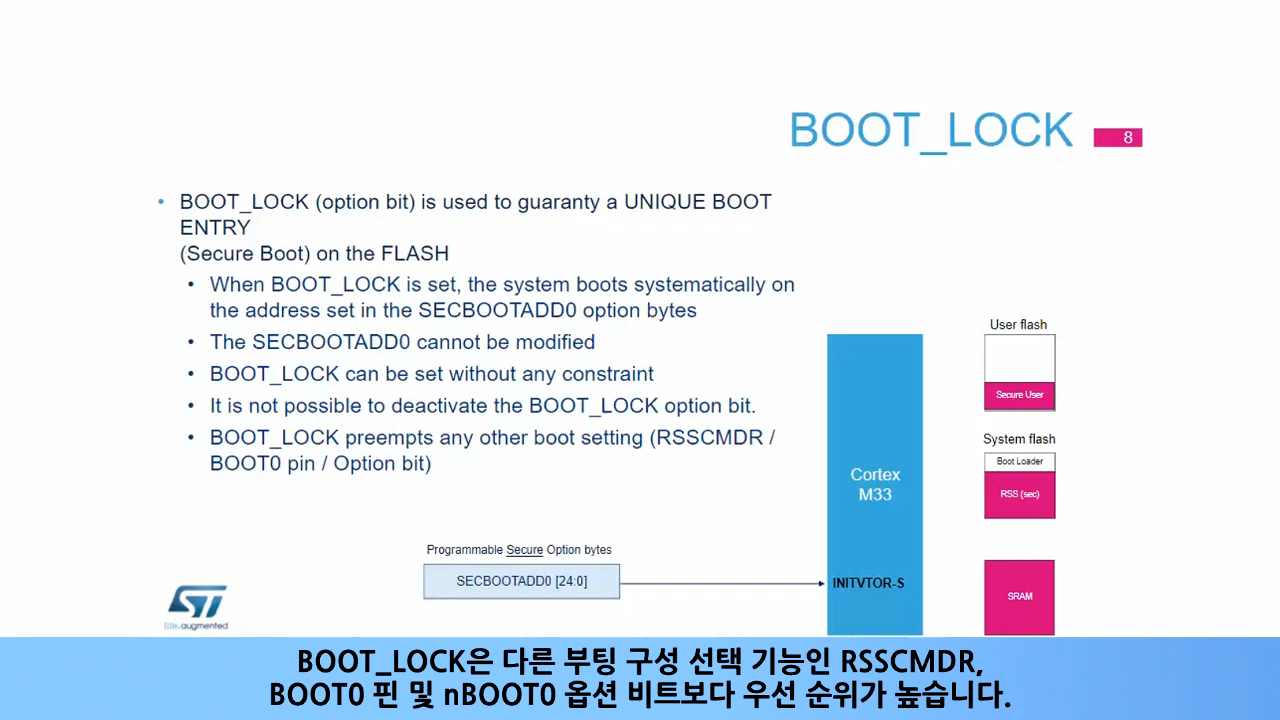 BOOT_LOCK
8
• BOOT_LOCK (option bit) is used to guaranty a UNIQUE BOOT
ENTRY
(Secure Boot) on the FLASH
• When BOOT_LOCK is set, the system boots systematically on
the address set in the SECBOOTADD0 option bytes
• The SECBOOTADD0 cannot be modified
• BOOT_LOCK can be set without any constraint
• It is not possible to deactivate the BOOT_LOCK option bit.
• BOOT_LOCK preempts any other boot setting (RSSCMDR /
BOOT0 pin / Option bit)
User flash
Secure User
System flash
Boot Loader
RSS (sec)
Cortex
M33
Programmable Secure Option bytes
SECBOOTADD0 [24:0]
INITVTOR-S
SRAM
ST
life.augmented
BOOT_LOCK은 다른 부팅 구성 선택 기능인 RSSCMDR,
BOOT0 핀 및 nBOOT0 옵션 비트보다 우선 순위가 높습니다.